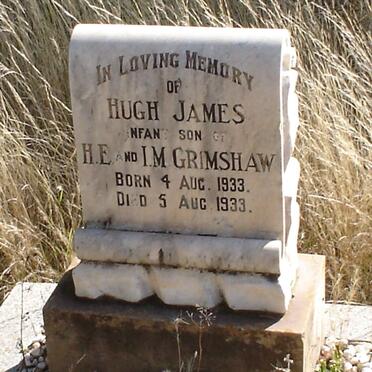 IN LOVING MEMORY
OF
HUGH JAMES
INFANT SON OF
H.E. AND I.M GRIMSHAW
BORN 4 AUG. 1933.
DIED 5 AUG 1933.